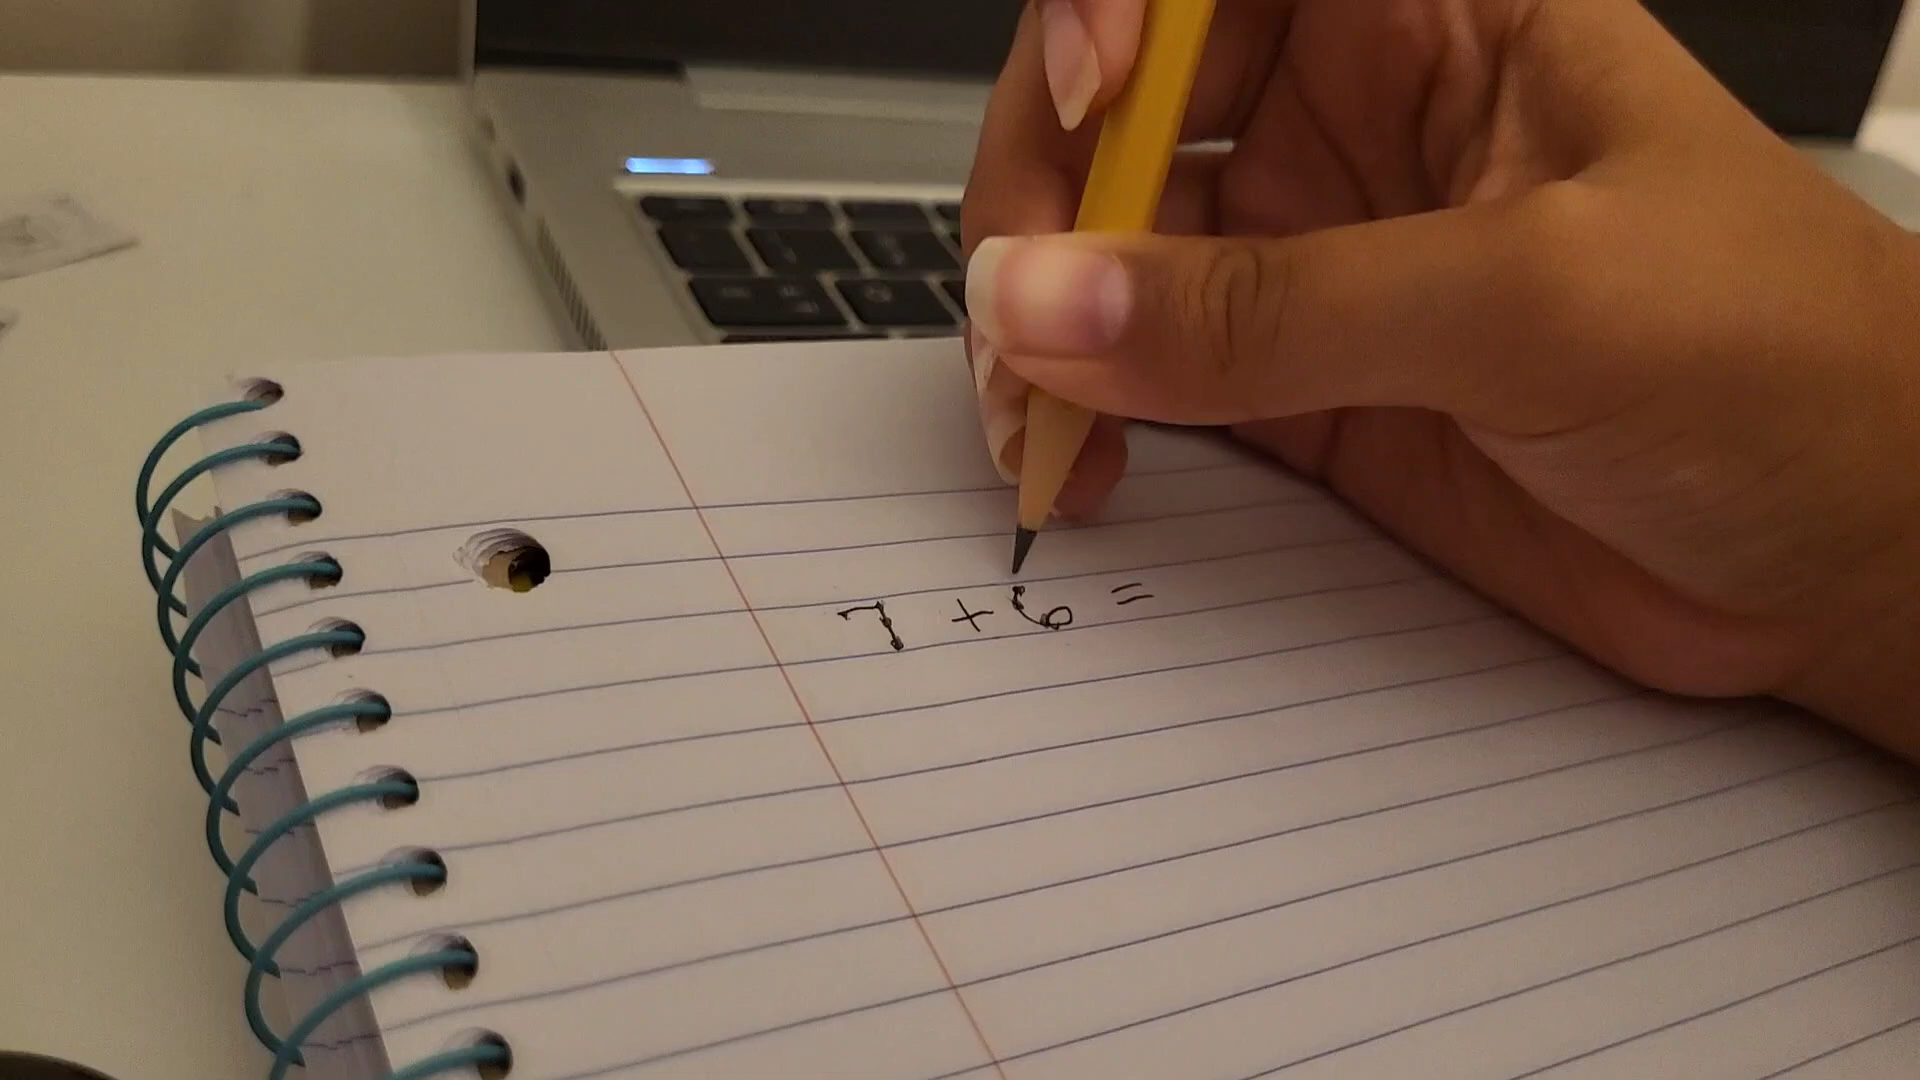 7 + 6 =